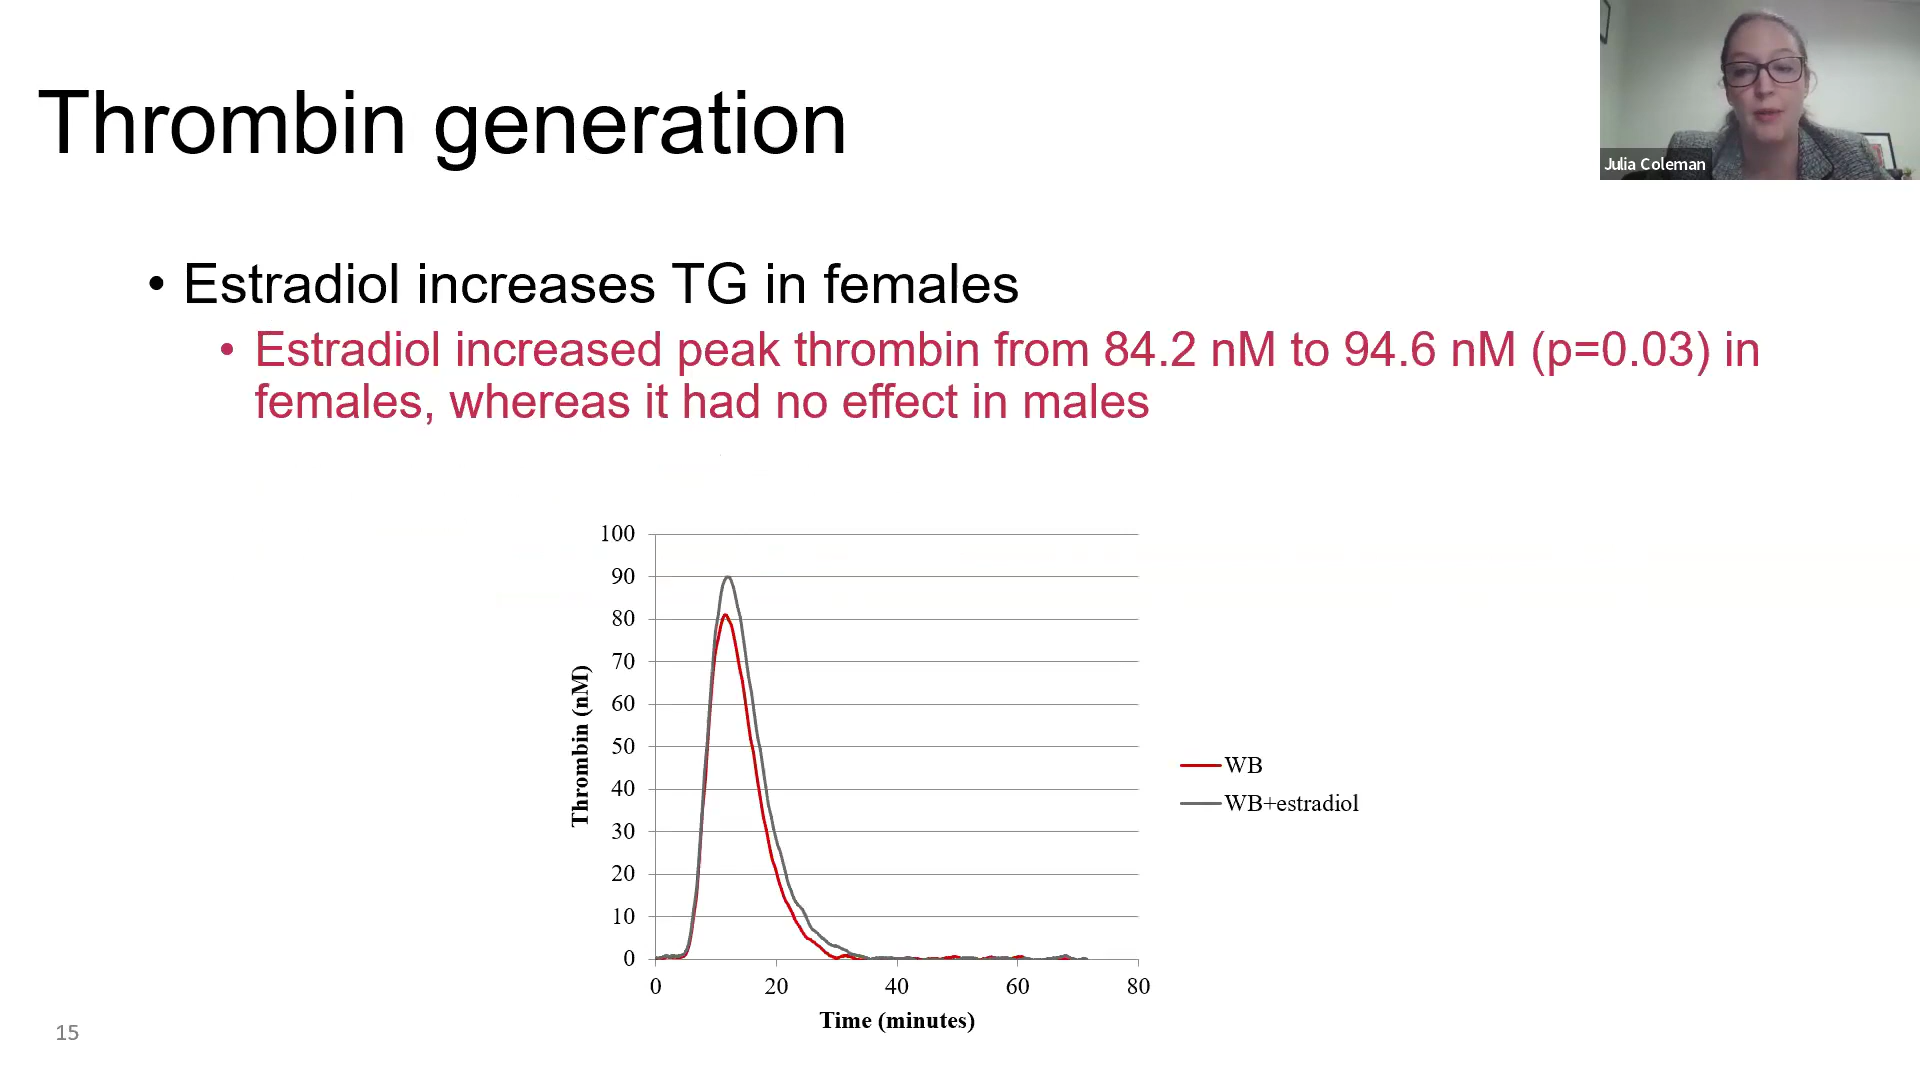 Thrombin generation
Julia Coleman
• Estradiol increases TG in females
• Estradiol increased peak thrombin from 84.2 nM to 94.6 nM (p=0.03) in
females, whereas it had no effect in males
100
90
80
70
60
50
40
30
20
10
0
Thrombin (nM)
0 20 40 60 80
Time (minutes)
WB
WB+estradiol
15